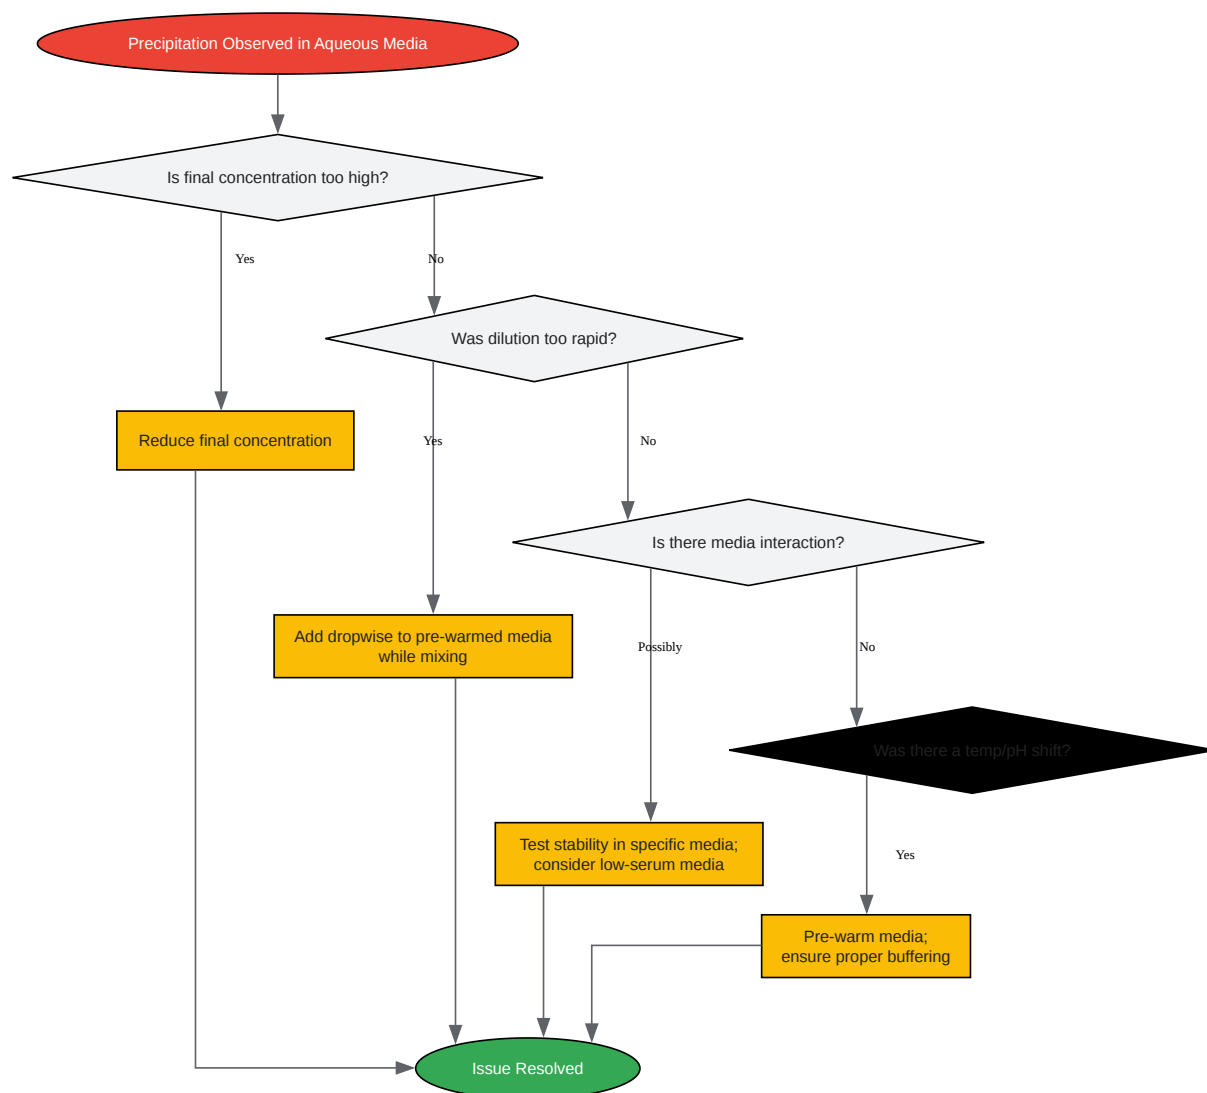 Precipitation Observed in Aqueous Media
Is final concentration too high?
Yes
No
Was dilution too rapid?
Reduce final concentration
Yes
No
Is there media interaction?
Add dropwise to pre-warmed media
while mixing
Possibly
No
Was there a temp/pH shift?
Test stability in specific media;
consider low-serum media
Yes
Pre-warm media;
ensure proper buffering
Issue Resolved